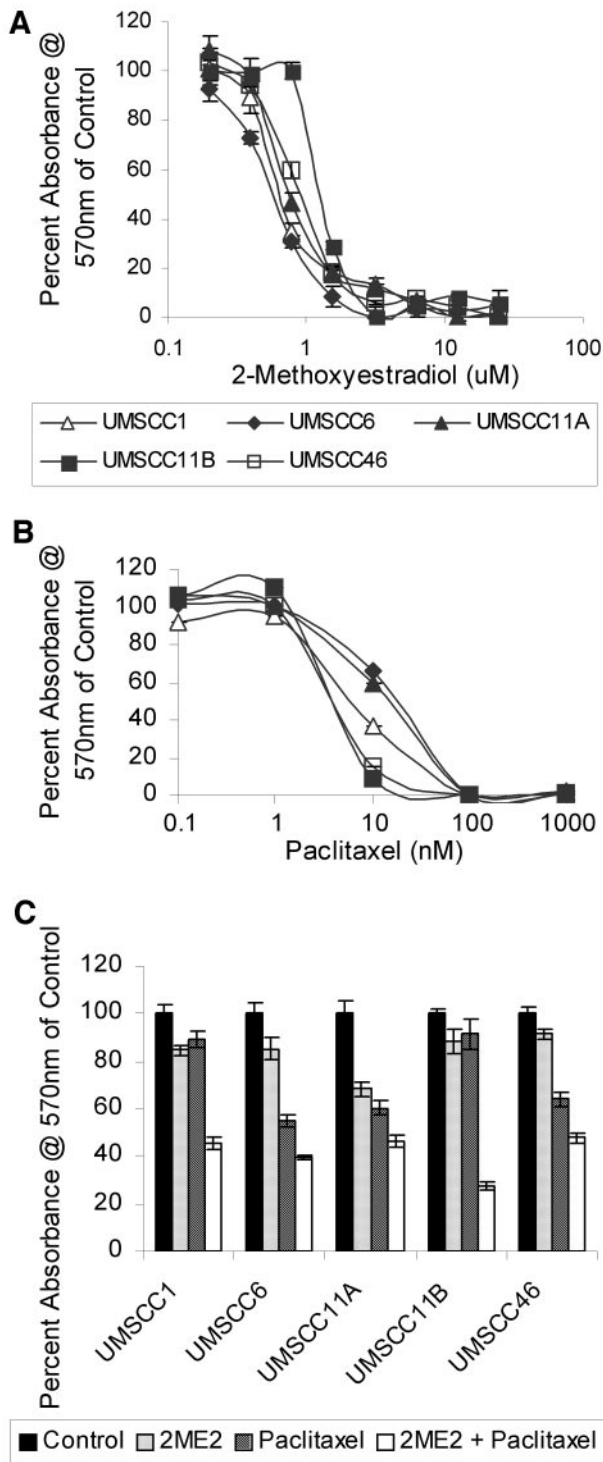 A
Percent Absorbance @
570nm of Control
120
100
80
60
40
20
0
0.1
1
10
100
2-Methoxyestradiol (uM)
UMSCC1
UMSCC6
UMSCC11A
UMSCC11B
UMSCC46
B
Percent Absorbance @
570nm of Control
120
100
80
60
40
20
0
0.1
1
10
100
1000
Paclitaxel (nM)
C
Percent Absorbance @ 570nm of Control
120
100
80
60
40
20
0
UMSCC1
UMSCC6
UMSCC11A
UMSCC11B
UMSCC46
Control 2ME2 Paclitaxel 2ME2 + Paclitaxel